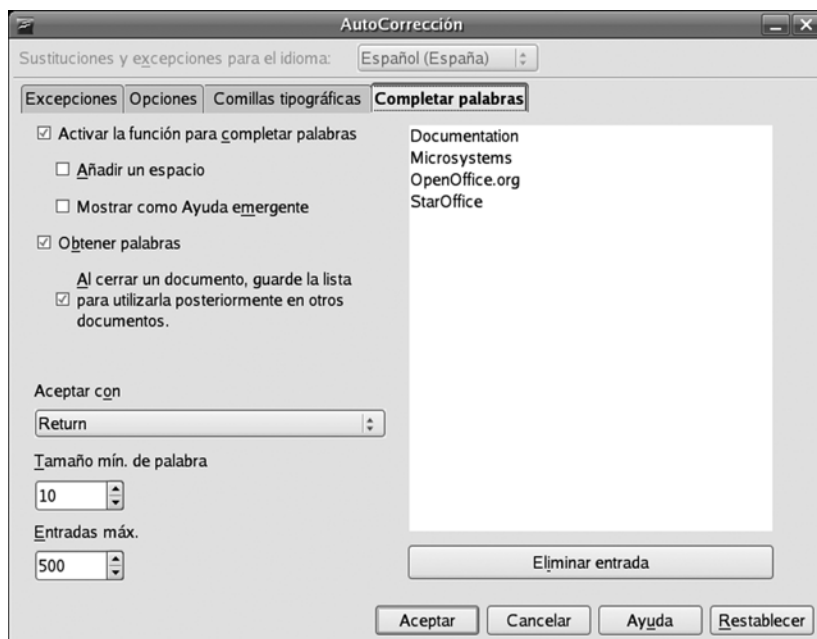 AutoCorrección
Sustituciones y excepciones para el idioma: Español (España)
Excepciones Opciones Comillas tipográficas Completar palabras
Activar la función para completar palabras
Añadir un espacio
Mostrar como Ayuda emergente
Obtener palabras
Al cerrar un documento, guarde la lista
para utilizarla posteriormente en otros
documentos.
Aceptar con
Return
Tamaño mín. de palabra
10
Entradas máx.
500
Documentation
Microsystems
OpenOffice.org
StarOffice
Eliminar entrada
Aceptar Cancelar Ayuda Restablecer